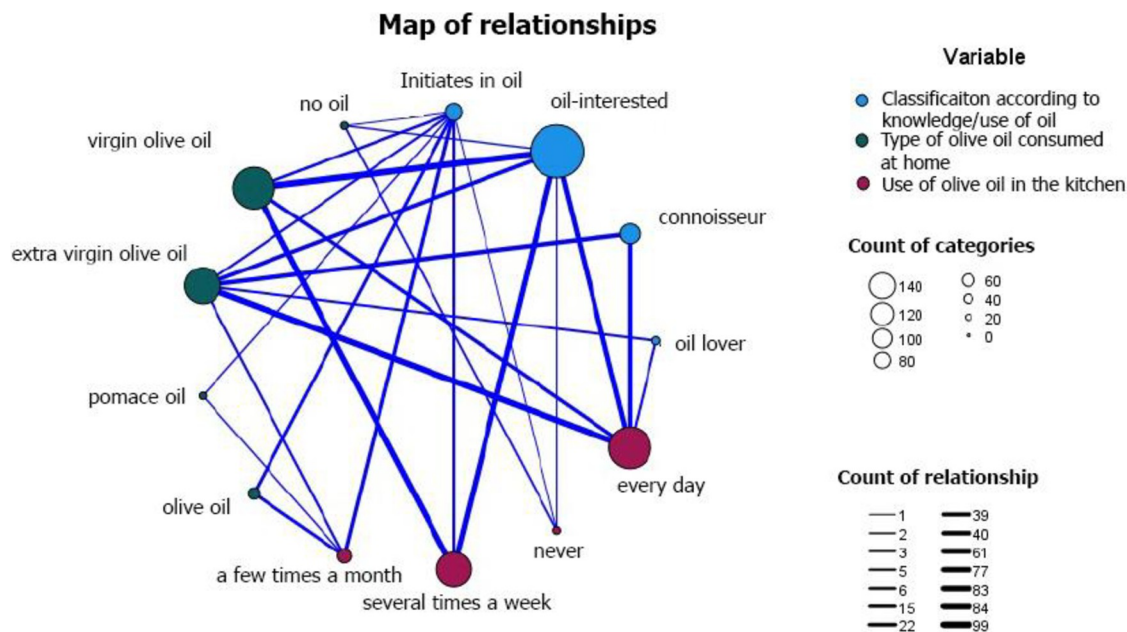 Map of relationships
Initiates in oil
oil-interested
no oil
virgin olive oil
connoisseur
extra virgin olive oil
oil lover
pomace oil
every day
olive oil
never
a few times a month
several times a week
Variable
Classificaiton according to
knowledge/use of oil
Type of olive oil consumed
at home
Use of olive oil in the kitchen
Count of categories
140
120
100
80
60
40
20
0
Count of relationship
1
2
3
5
6
15
22
39
40
61
77
83
84
99